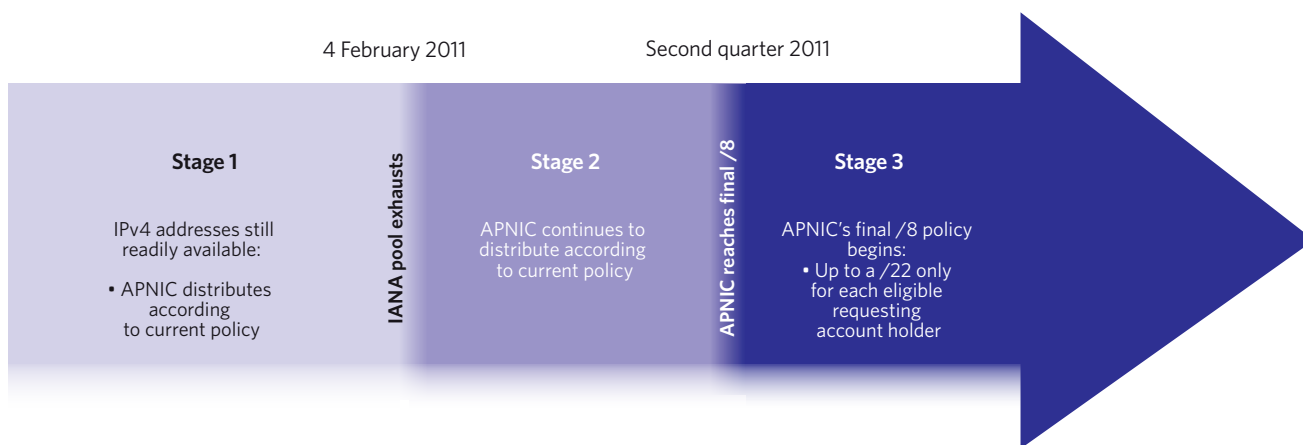 4 February 2011
Second quarter 2011
Stage 1
IPv4 addresses still
readily available:
• APNIC distributes
according
to current policy
IANA pool exhausts
Stage 2
APNIC continues to
distribute according
to current policy
APNIC reaches final /8
Stage 3
APNIC’s final /8 policy
begins:
• Up to a /22 only
for each eligible
requesting
account holder